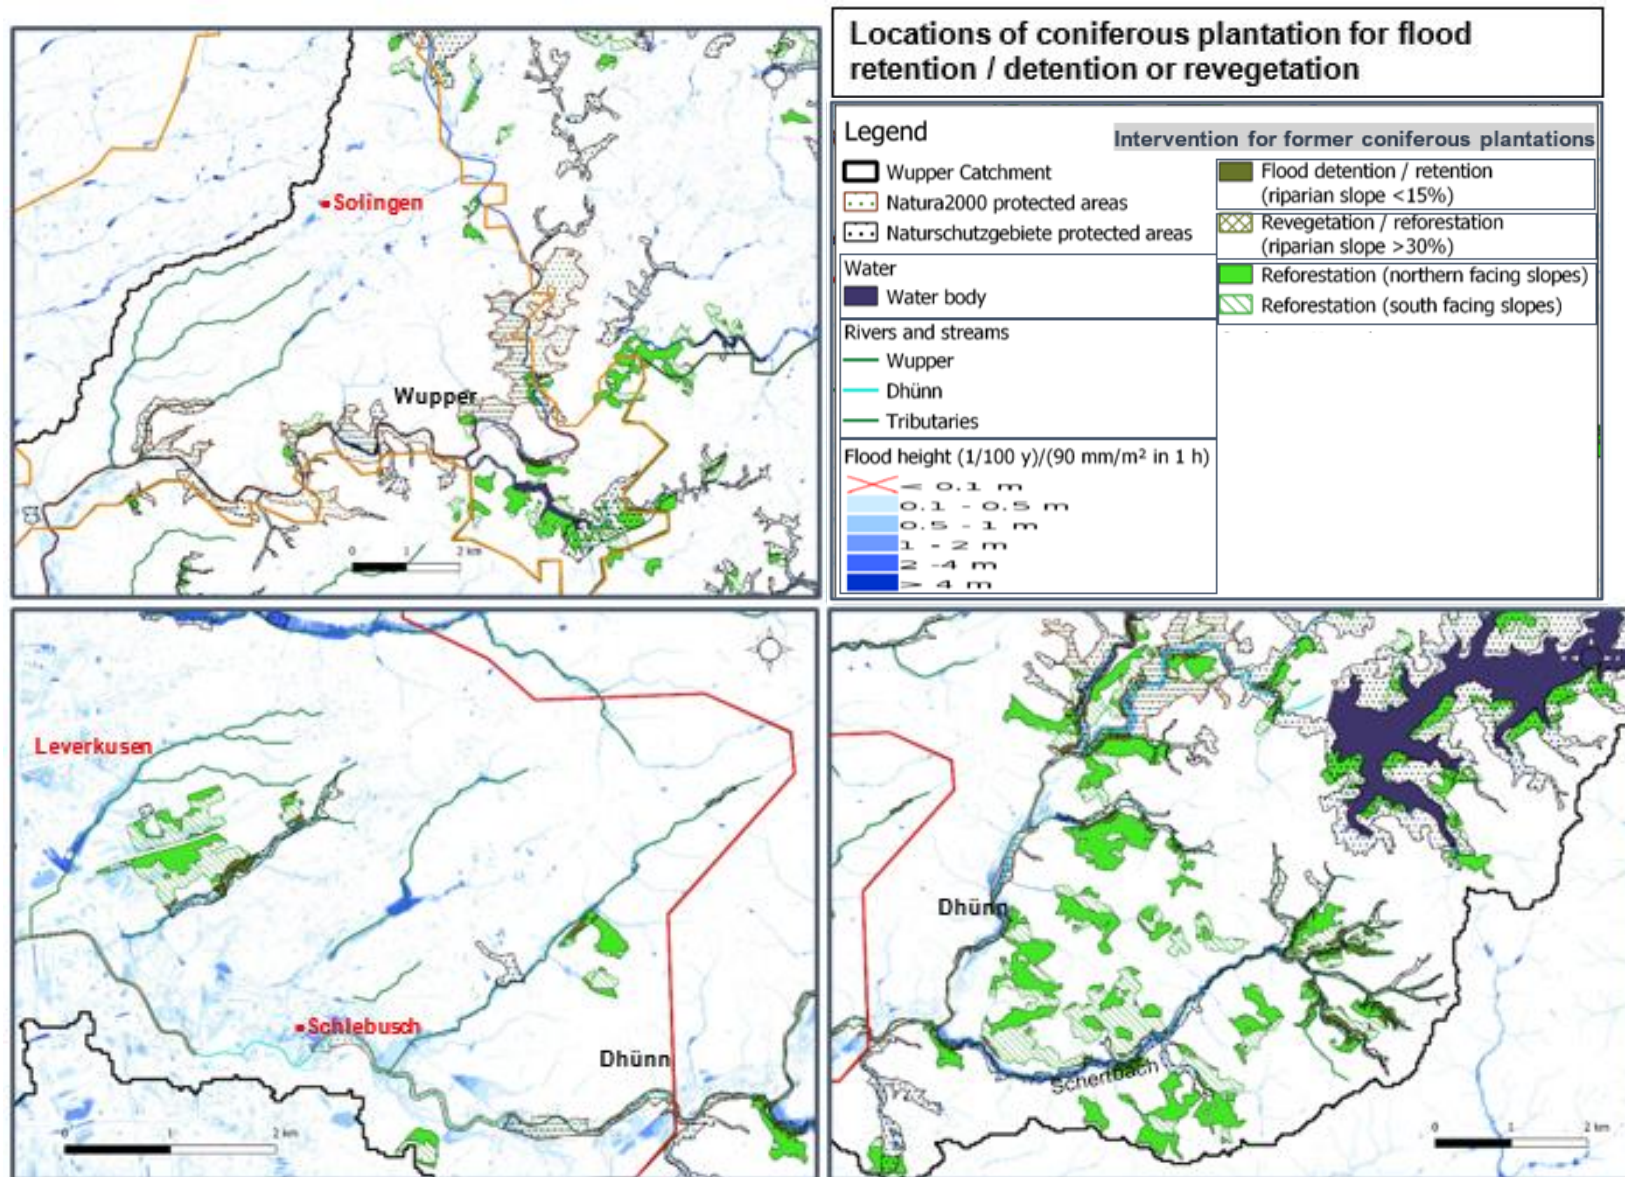 Locations of coniferous plantation for flood
retention / detention or revegetation
Legend
Wupper Catchment
Natura2000 protected areas
Naturschutzgebiete protected areas
Water
Water body
Rivers and streams
Wupper
Dhünn
Tributaries
Flood height (1/100 y)/(90 mm/m² in 1 h)
< 0.1 m
0.1 - 0.5 m
0.5 - 1 m
1 - 2 m
2 -4 m
> 4 m
Intervention for former coniferous plantations
Flood detention / retention
(riparian slope <15%)
Revegetation / reforestation
(riparian slope >30%)
Reforestation (northern facing slopes)
Reforestation (south facing slopes)
Solingen
Wupper
0 1 2 km
Leverkusen
Schlebusch
Dhünn
0 1 2 km
Dhünn
Scherfbach
0 1 2 km